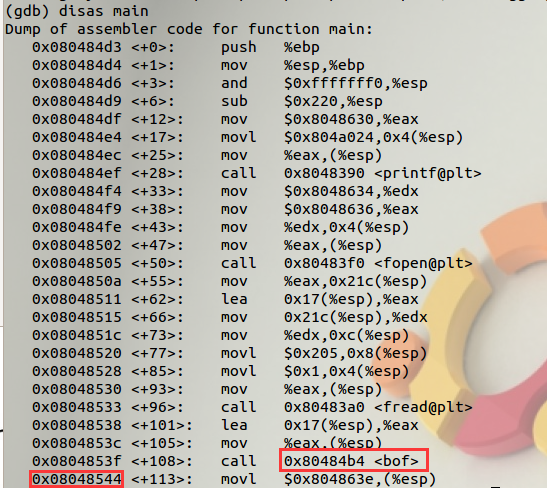 (gdb) disas main
Dump of assembler code for function main:
0x080484d3 <+0>: push %ebp
0x080484d4 <+1>: mov %esp,%ebp
0x080484d6 <+3>: and $0xfffffff0,%esp
0x080484d9 <+6>: sub $0x220,%esp
0x080484df <+12>: mov $0x8048630,%eax
0x080484e4 <+17>: movl $0x804a024,0x4(%esp)
0x080484ec <+25>: mov %eax,(%esp)
0x080484ef <+28>: call 0x8048390 <printf@plt>
0x080484f4 <+33>: mov $0x8048634,%edx
0x080484f9 <+38>: mov $0x8048636,%eax
0x080484fe <+43>: mov %edx,0x4(%esp)
0x08048502 <+47>: mov %eax,(%esp)
0x08048505 <+50>: call 0x80483f0 <fopen@plt>
0x0804850a <+55>: mov %eax,0x21c(%esp)
0x08048511 <+62>: lea 0x17(%esp),%eax
0x08048515 <+66>: mov 0x21c(%esp),%edx
0x0804851c <+73>: mov %edx,0xc(%esp)
0x08048520 <+77>: movl $0x205,0x8(%esp)
0x08048528 <+85>: movl $0x1,0x4(%esp)
0x08048530 <+93>: mov %eax,(%esp)
0x08048533 <+96>: call 0x80483a0 <fread@plt>
0x08048538 <+101>: lea 0x17(%esp),%eax
0x0804853c <+105>: mov %eax,(%esp)
0x0804853f <+108>: call 0x80484b4 <bof>
0x08048544 <+113>: movl $0x804863e,(%esp)